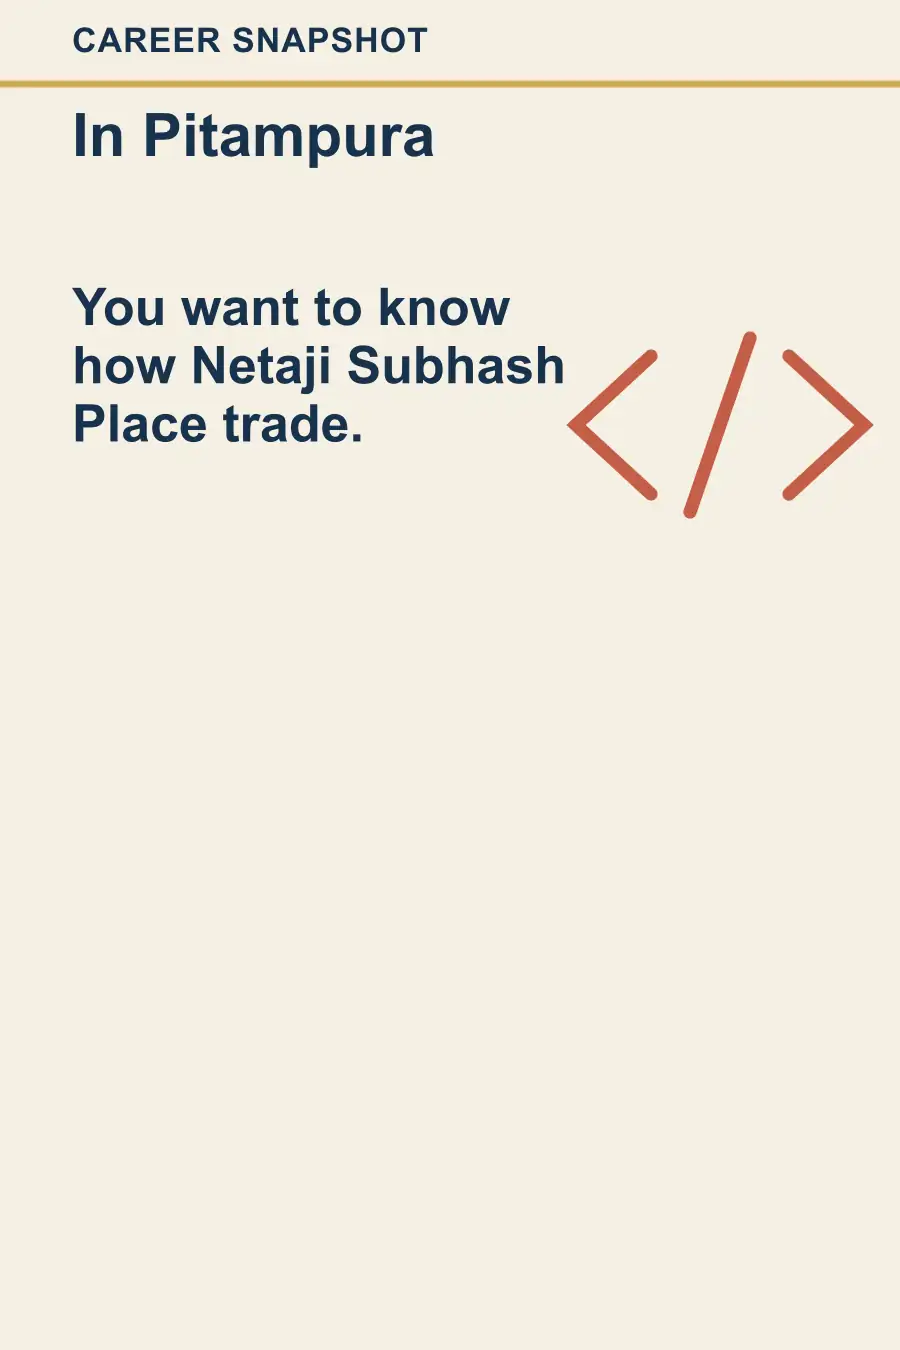 CAREER SNAPSHOT
In Pitampura
You want to know
how Netaji Subhash
Place trade.